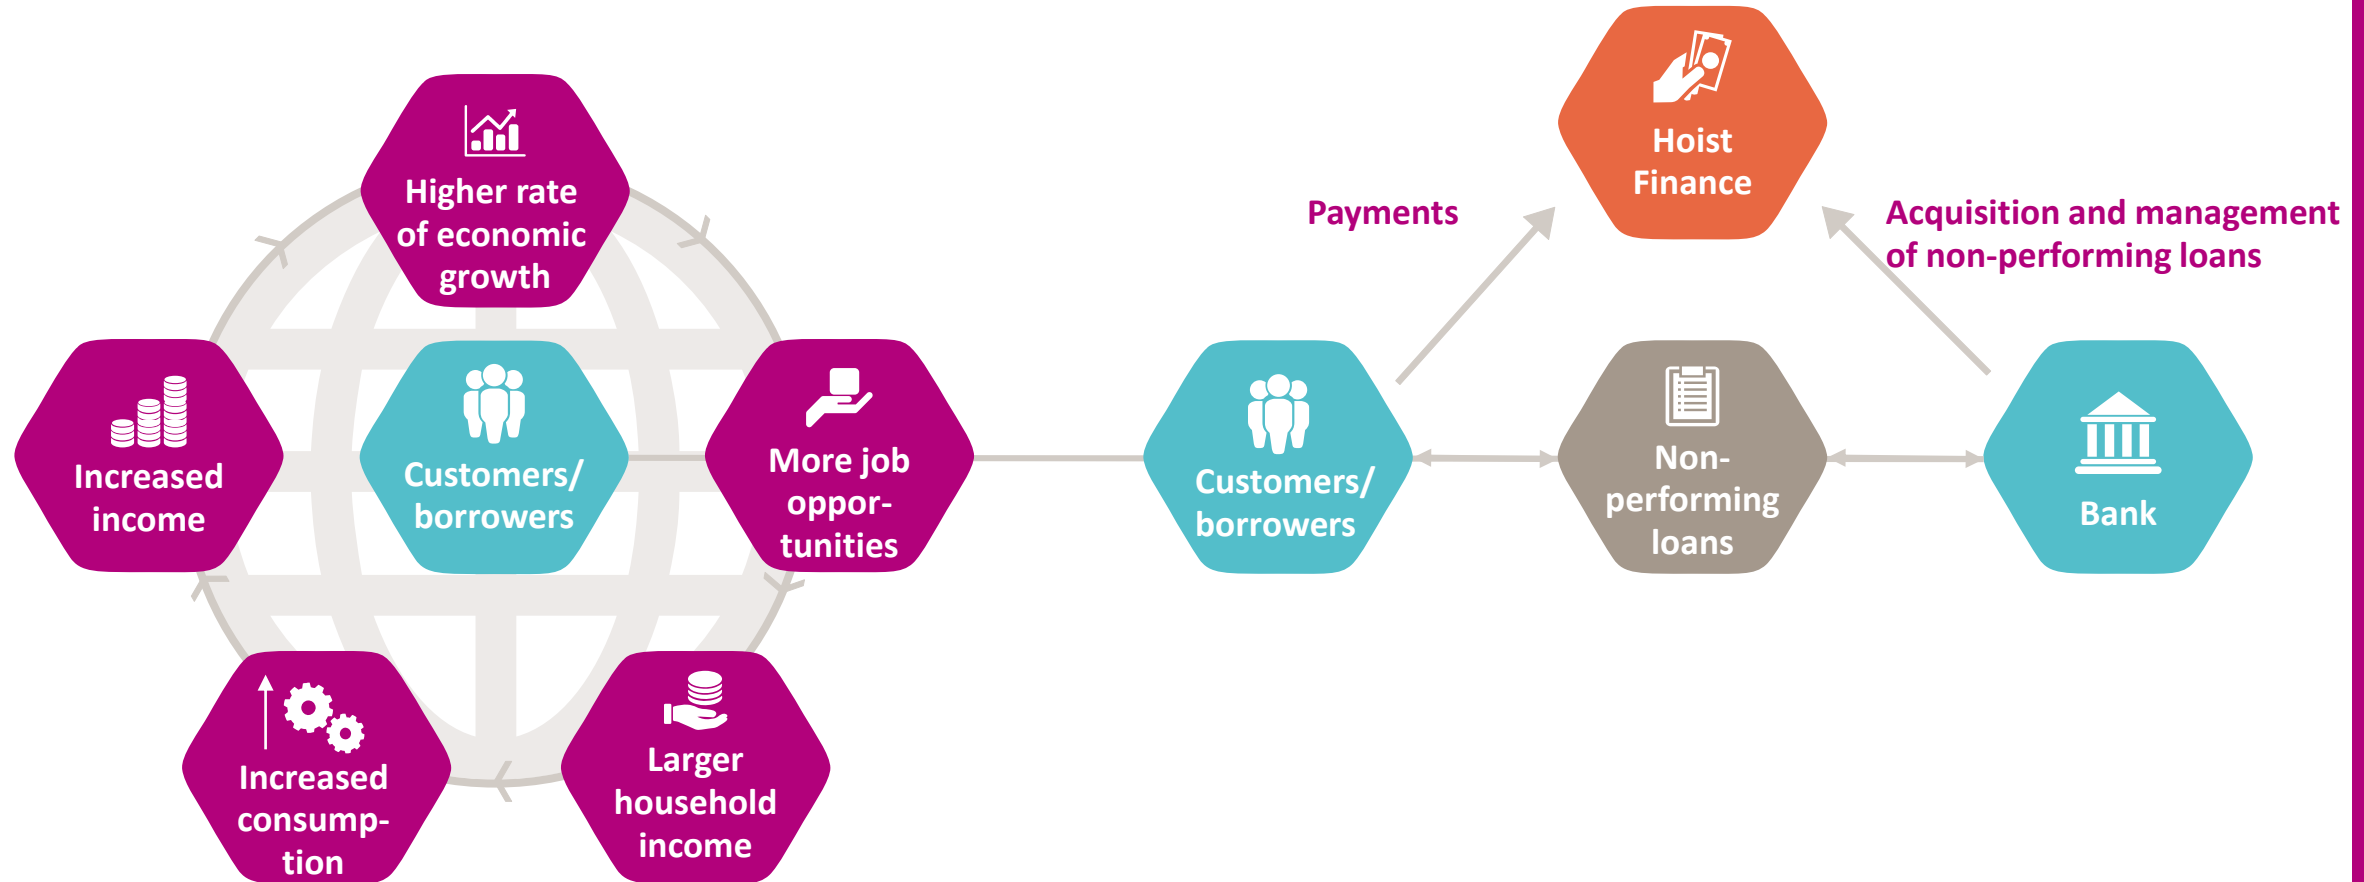 Higher rate
of economic
growth
Increased
income
Customers/
borrowers
More job
oppor-
tunities
Increased
consump-
tion
Larger
household
income
Hoist
Finance
Payments
Acquisition and management
of non-performing loans
Customers/
borrowers
Non-
performing
loans
Bank